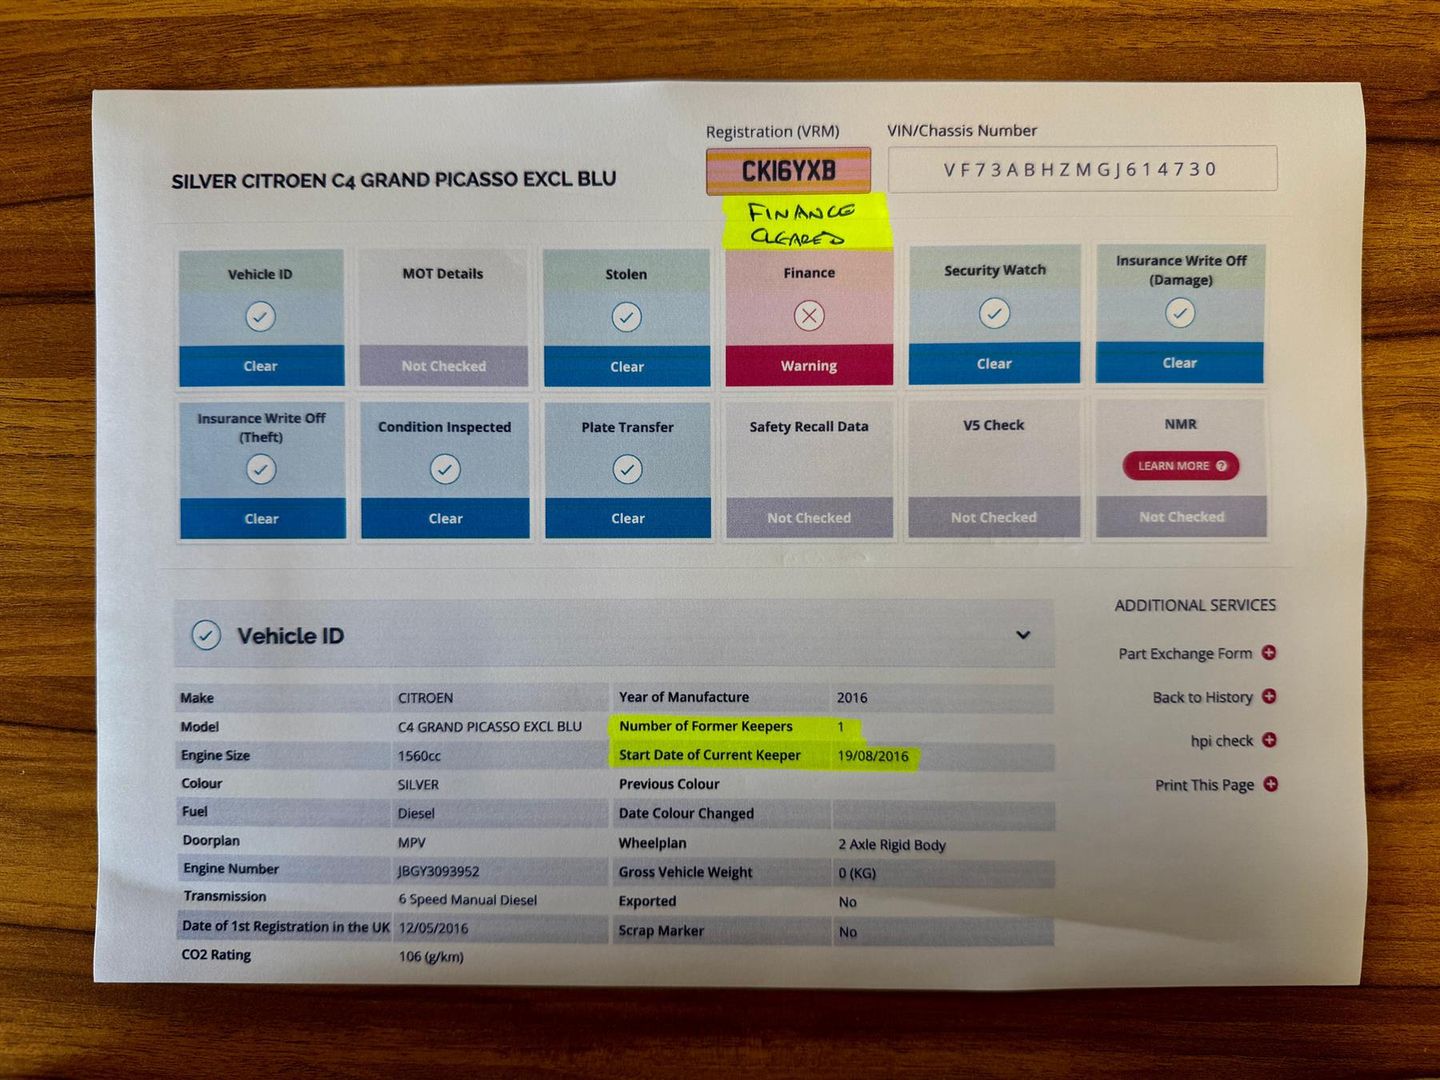 Registration (VRM)
VIN/Chassis Number
SILVER CITROEN C4 GRAND PICASSO EXCL BLU
CK16YXB
VF73ABHZMGJ614730
FINANCE
CLEARED
Vehicle ID
Clear
MOT Details
Not Checked
Stolen
Clear
Finance
Warning
Security Watch
Clear
Insurance Write Off
(Damage)
Clear
Insurance Write Off
(Theft)
Clear
Condition Inspected
Clear
Plate Transfer
Clear
Safety Recall Data
Not Checked
V5 Check
Not Checked
NMR
LEARN MORE ?
Not Checked
Vehicle ID
Make CITROEN Year of Manufacture 2016
Model C4 GRAND PICASSO EXCL BLU Number of Former Keepers 1
Engine Size 1560cc Start Date of Current Keeper 19/08/2016
Colour SILVER Previous Colour
Fuel Diesel Date Colour Changed
Doorplan MPV Wheelplan 2 Axle Rigid Body
Engine Number JBGY3093952 Gross Vehicle Weight 0 (KG)
Transmission 6 Speed Manual Diesel Exported No
Date of 1st Registration in the UK 12/05/2016 Scrap Marker No
CO2 Rating 106 (g/km)
ADDITIONAL SERVICES
Part Exchange Form
Back to History
hpi check
Print This Page